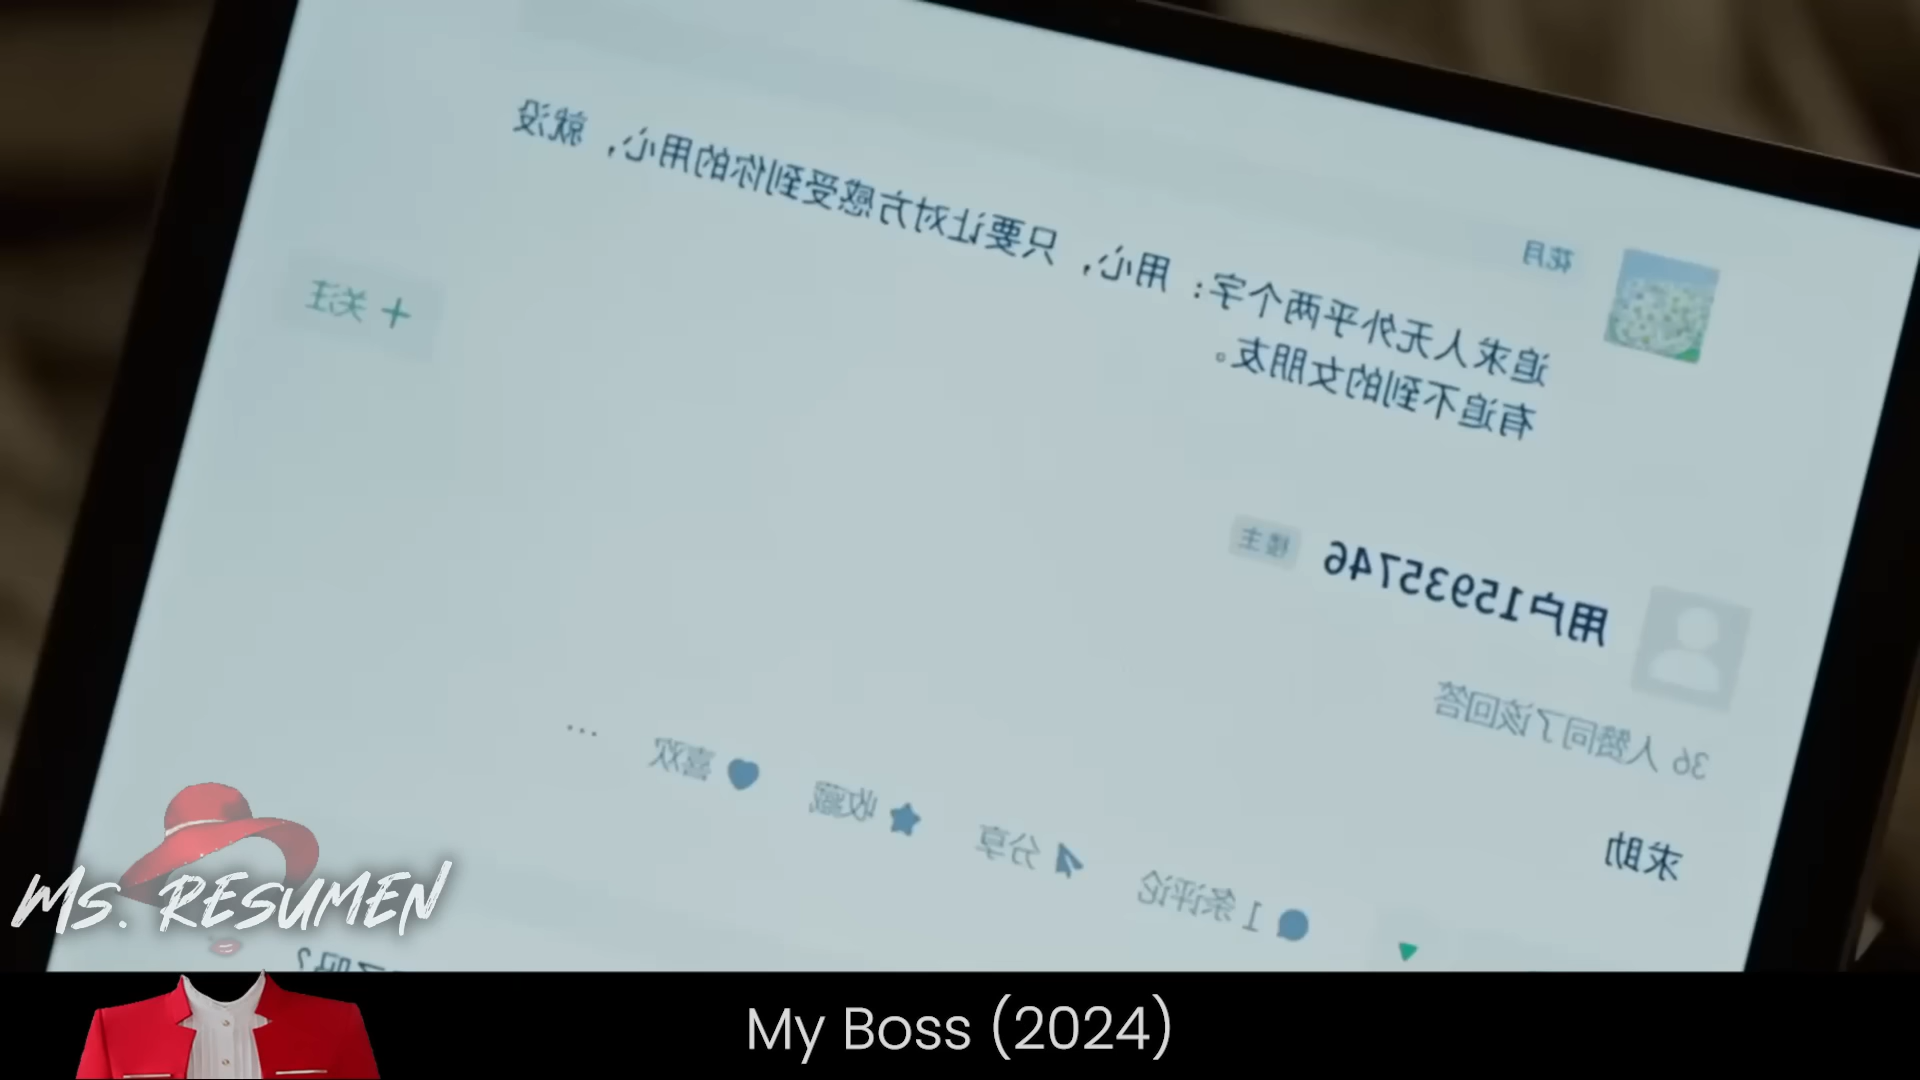 花月
追求人无外乎两个字：用心，只要让对方感受到你的用心，就没
有追不到的女朋友。
+ 关注
用户15935746 楼主
36 人赞同了该回答
求助
1 条评论 分享 收藏 喜欢 ...
了吗?
Ms. RESUMEN
My Boss (2024)